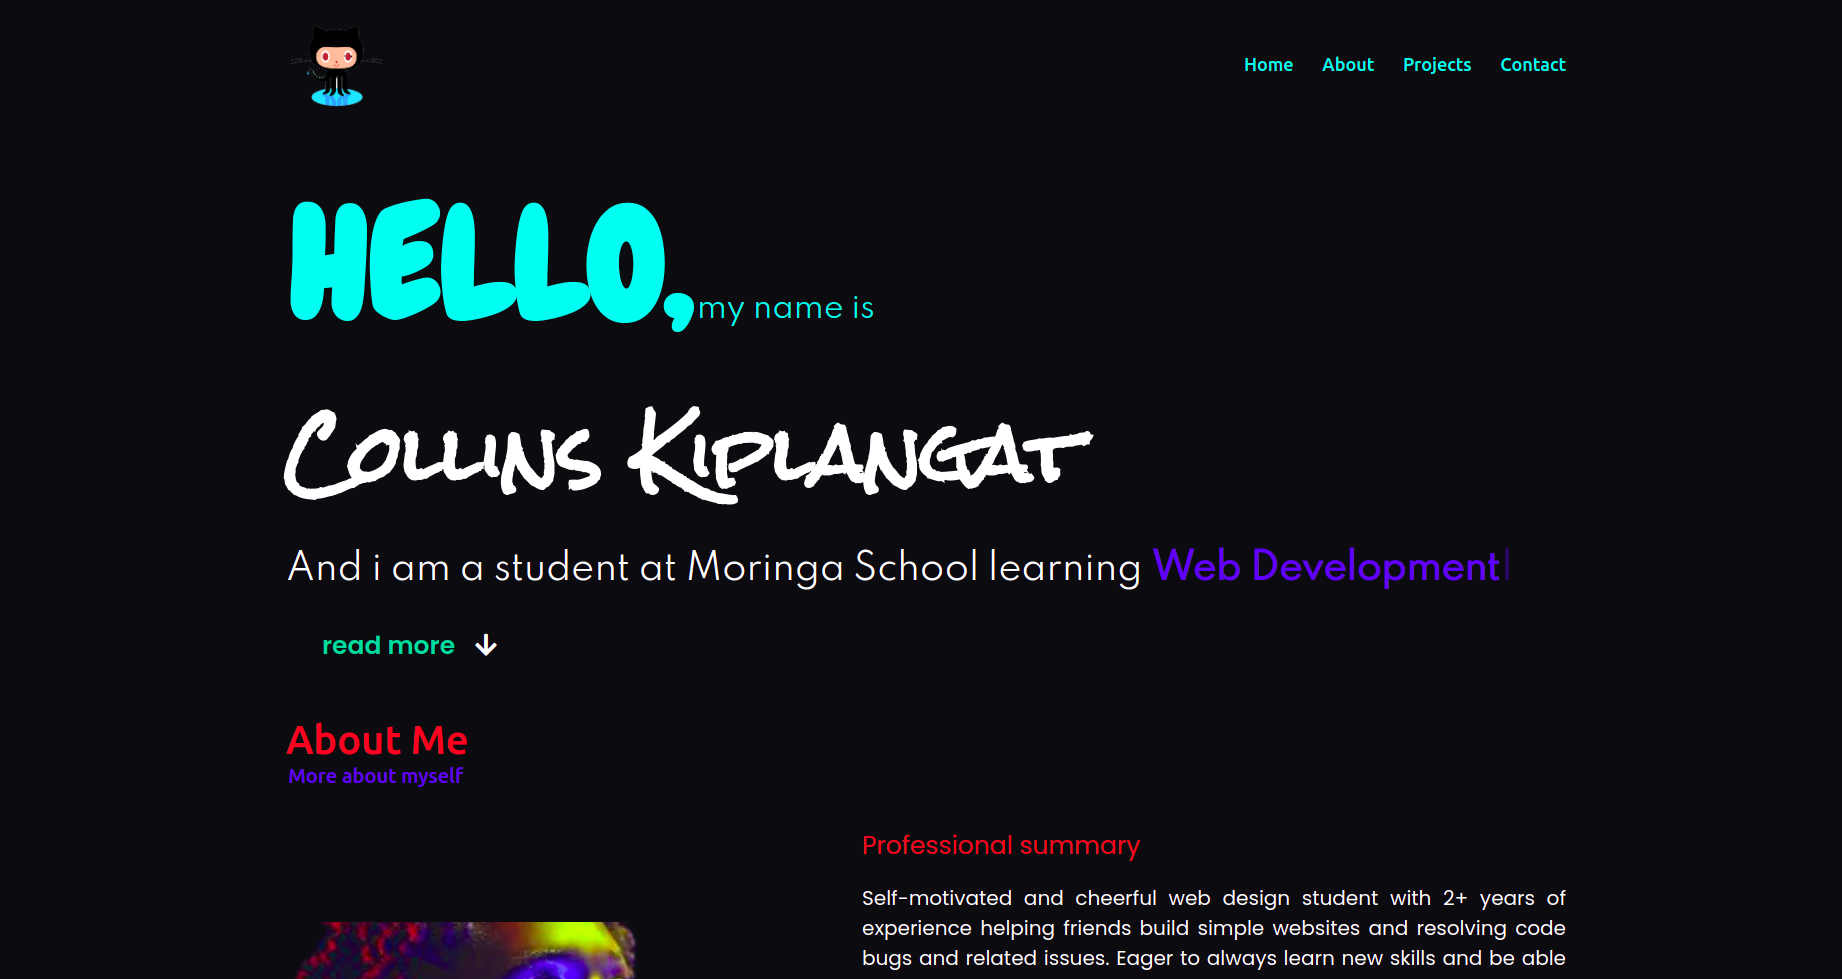 Home About Projects Contact
HELLO, my name is
Collins Kiplangat
And i am a student at Moringa School learning Web Development
read more
About Me
More about myself
Professional summary
Self-motivated and cheerful web design student with 2+ years of
experience helping friends build simple websites and resolving code
bugs and related issues. Eager to always learn new skills and be able